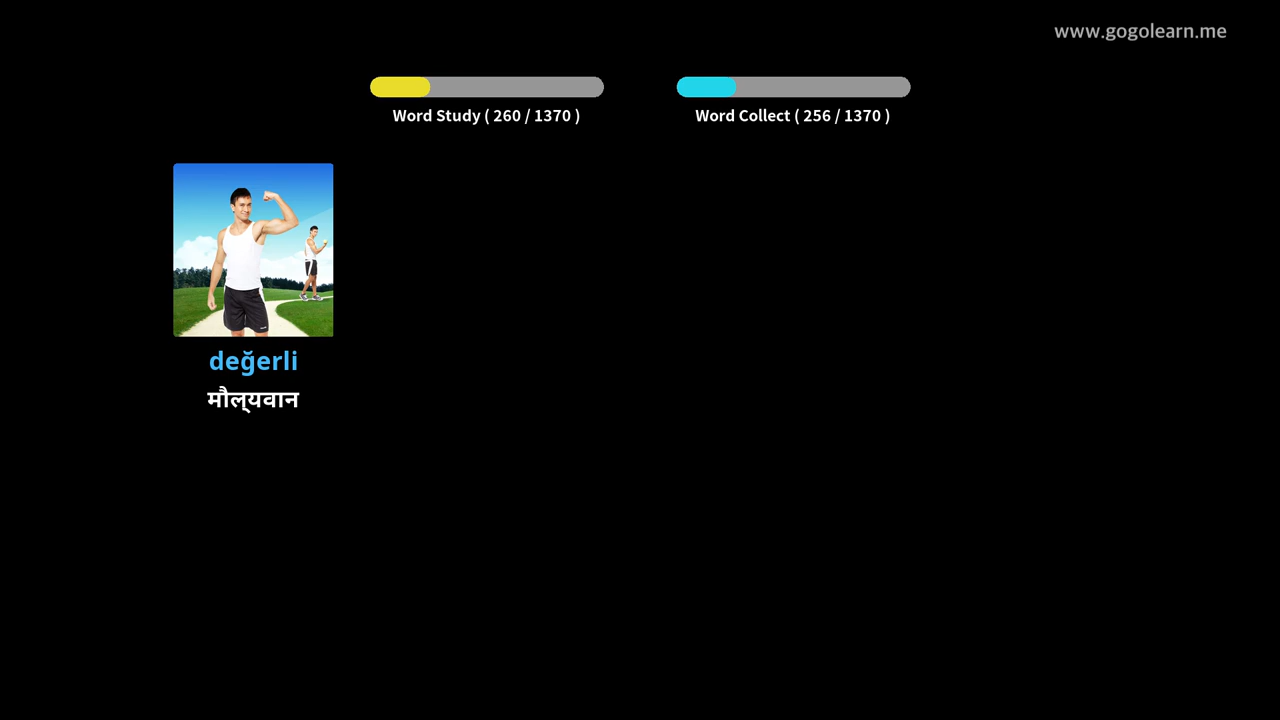 www.gogolearn.me
Word Study ( 260 / 1370 )
Word Collect ( 256 / 1370 )
değerli
मौल्यवान